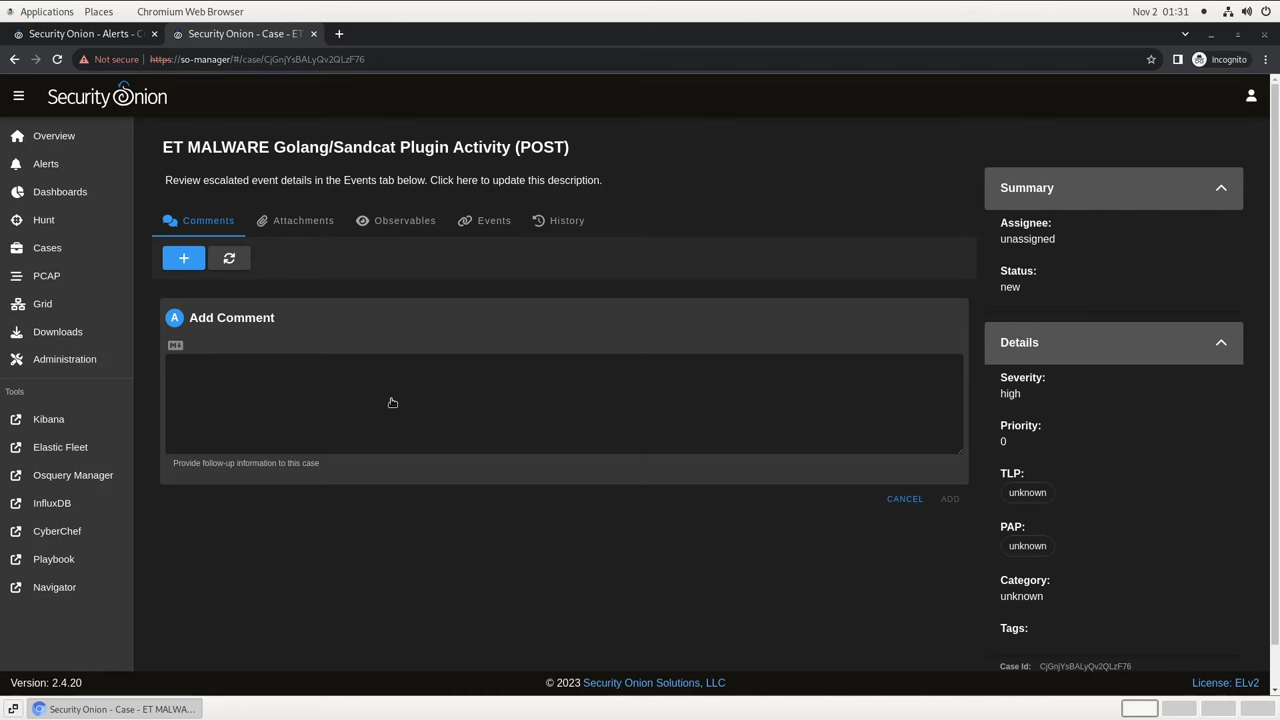 Applications Places Chromium Web Browser Nov 2 01:31
Security Onion - Alerts - C Security Onion - Case - ET
Not secure https://so-manager/#/case/CjGnjYsBALyQv2QLzF76 Incognito
Security Onion
Overview
Alerts
Dashboards
Hunt
Cases
PCAP
Grid
Downloads
Administration
Tools
Kibana
Elastic Fleet
Osquery Manager
InfluxDB
CyberChef
Playbook
Navigator
ET MALWARE Golang/Sandcat Plugin Activity (POST)
Review escalated event details in the Events tab below. Click here to update this description.
Comments Attachments Observables Events History
+
A Add Comment
M
Provide follow-up information to this case
CANCEL ADD
Summary
Assignee:
unassigned
Status:
new
Details
Severity:
high
Priority:
0
TLP:
unknown
PAP:
unknown
Category:
unknown
Tags:
Case Id: CjGnjYsBALyQv2QLzF76
Version: 2.4.20 © 2023 Security Onion Solutions, LLC License: ELv2
Security Onion - Case - ET MALWA...